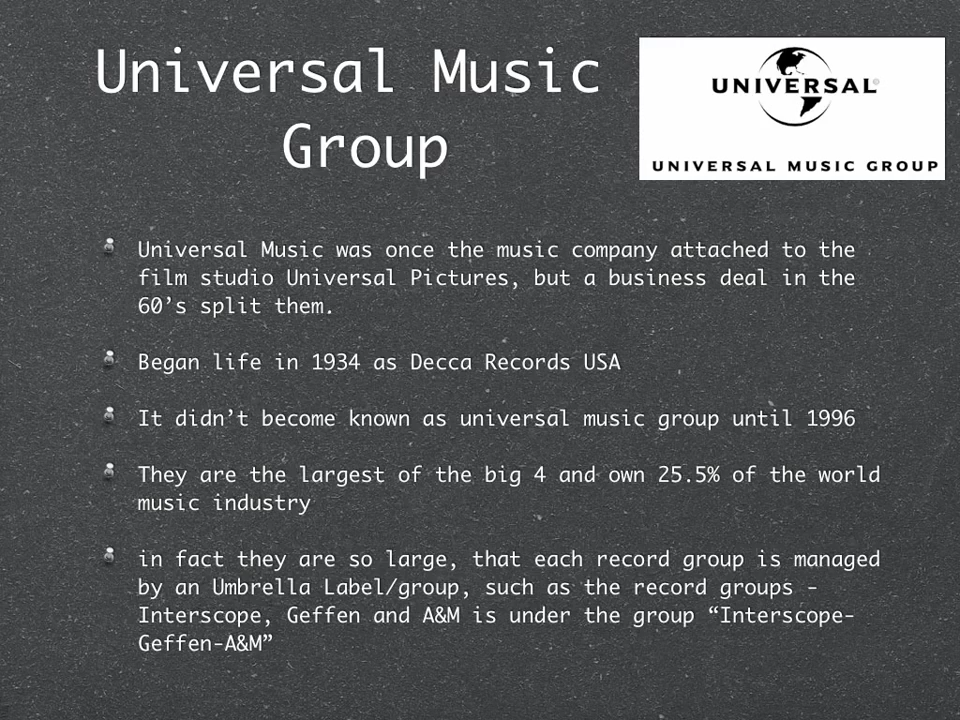 Universal Music
Group
UNIVERSAL®
UNIVERSAL MUSIC GROUP
Universal Music was once the music company attached to the
film studio Universal Pictures, but a business deal in the
60’s split them.
Began life in 1934 as Decca Records USA
It didn’t become known as universal music group until 1996
They are the largest of the big 4 and own 25.5% of the world
music industry
in fact they are so large, that each record group is managed
by an Umbrella Label/group, such as the record groups -
Interscope, Geffen and A&M is under the group “Interscope-
Geffen-A&M”